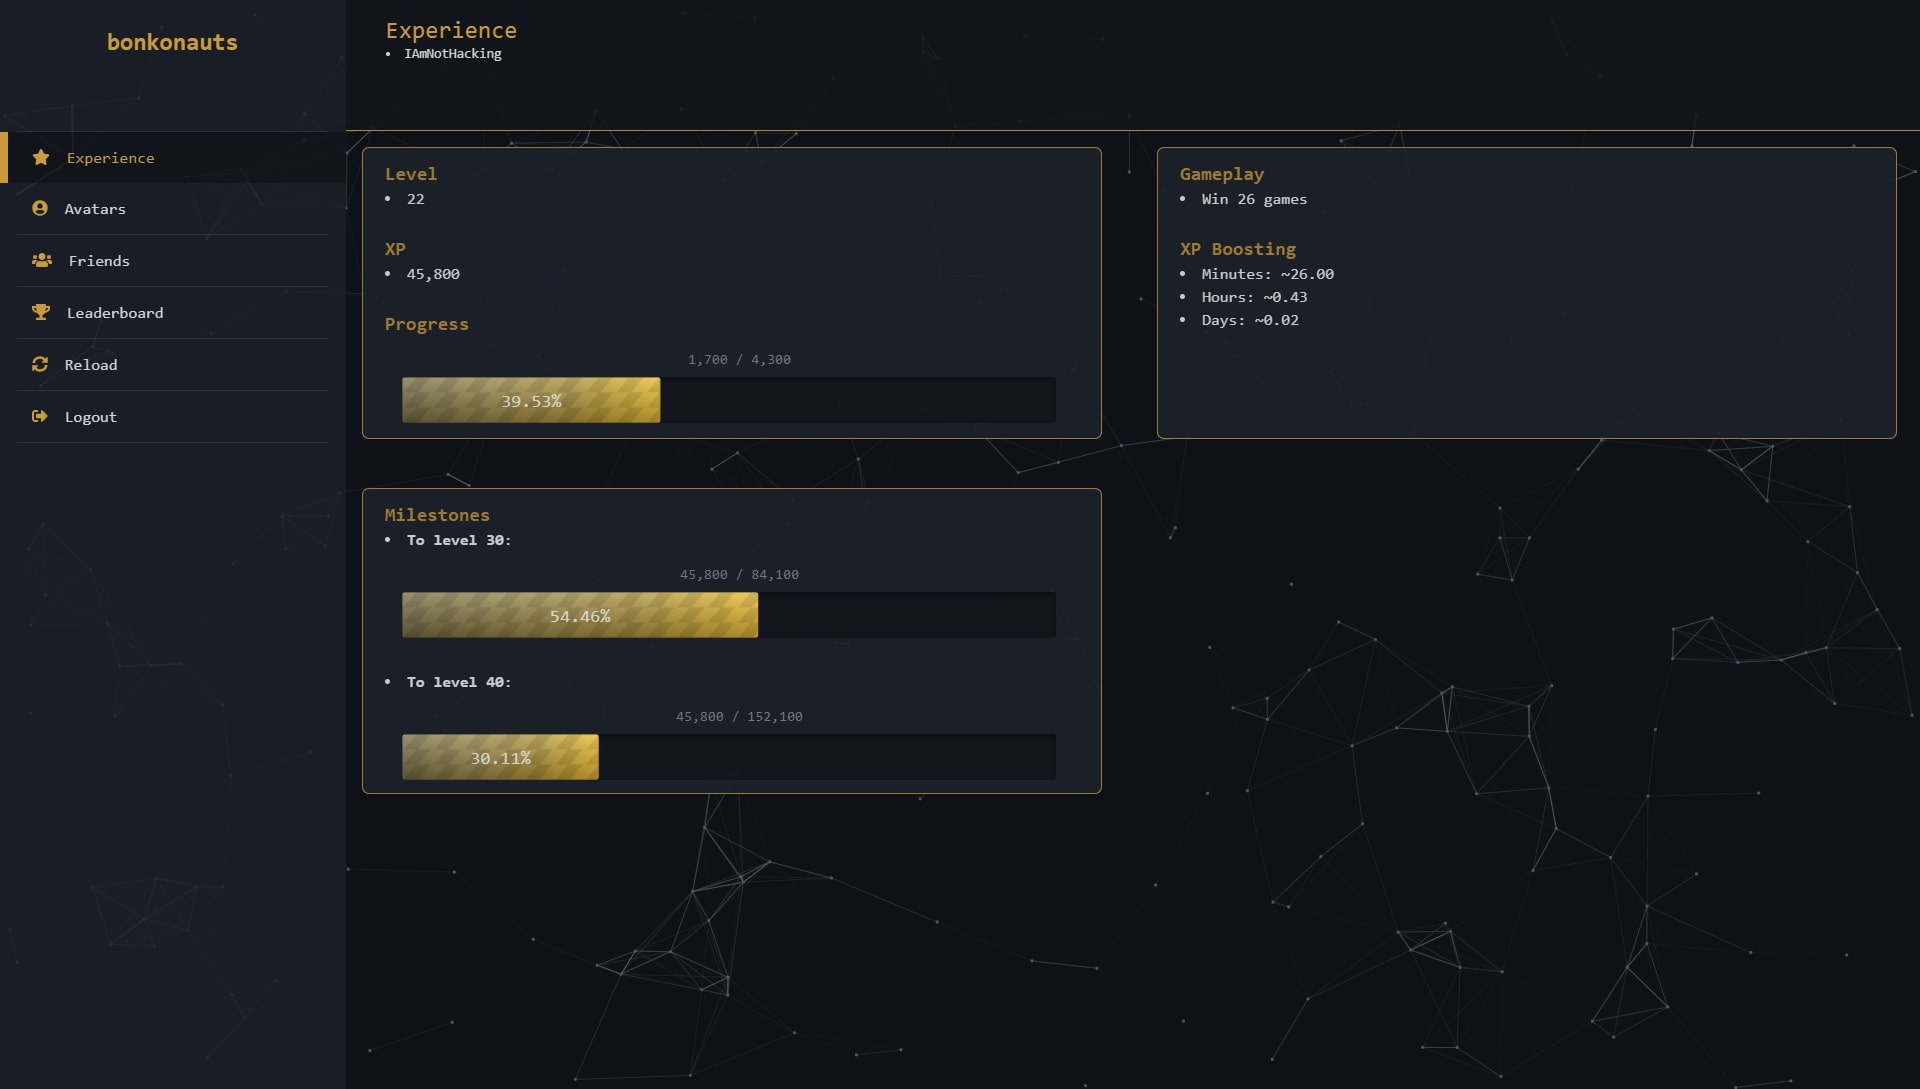 bonkonauts
Experience
IAmNotHacking
Experience
Avatars
Friends
Leaderboard
Reload
Logout
Level
22
XP
45,800
Progress
1,700 / 4,300
39.53%
Gameplay
Win 26 games
XP Boosting
Minutes: ~26.00
Hours: ~0.43
Days: ~0.02
Milestones
To level 30:
45,800 / 84,100
54.46%
To level 40:
45,800 / 152,100
30.11%